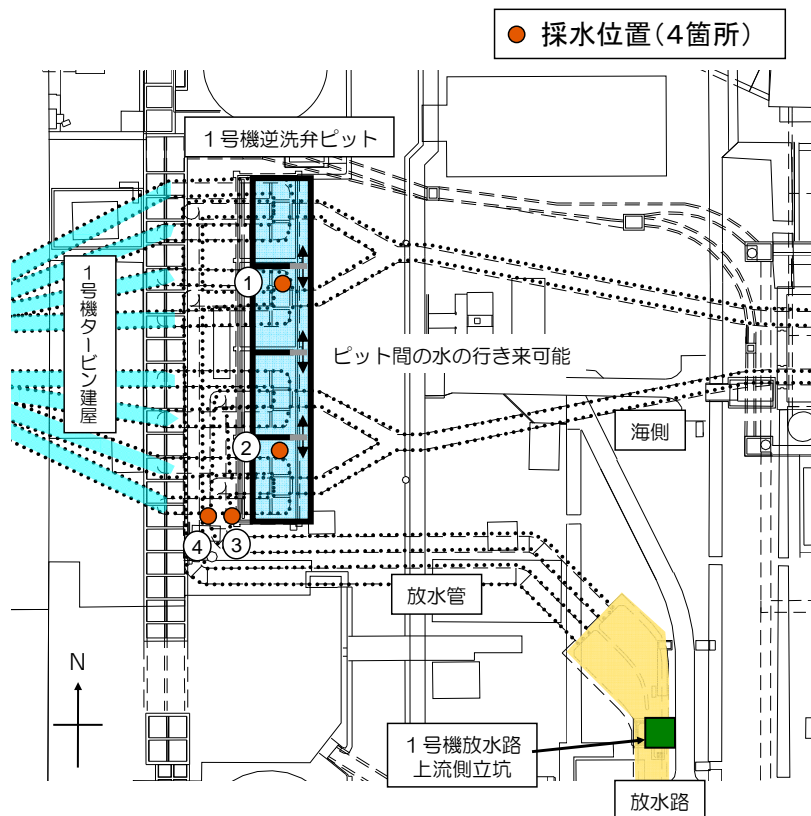 採水位置（4箇所）
１号機逆洗弁ピット
１号機タービン建屋
①
ピット間の水の行き来可能
海側
②
④
③
放水管
N
１号機放水路
上流側立坑
放水路